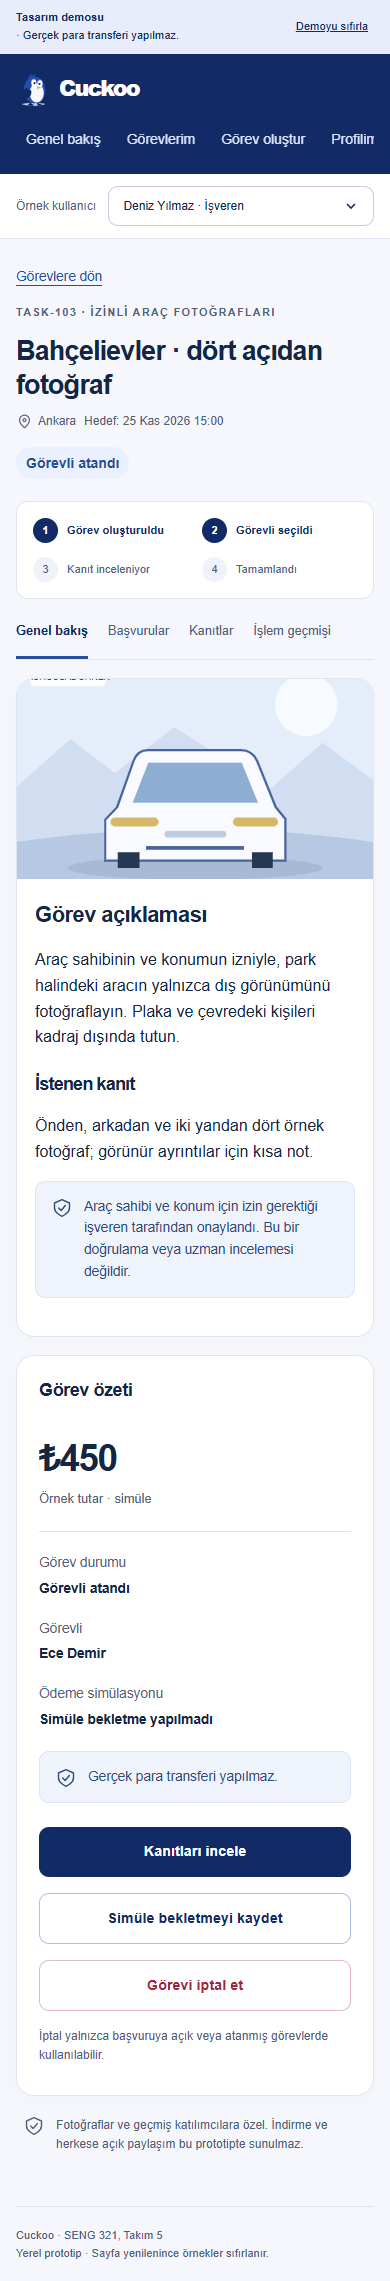 Tasarım demosu
· Gerçek para transferi yapılmaz.
Demoyu sıfırla
Cuckoo
Genel bakış Görevlerim Görev oluştur Profilim
Örnek kullanıcı
Deniz Yılmaz · İşveren
Görevlere dön
TASK-103 · İZİNLİ ARAÇ FOTOĞRAFLARI
Bahçelievler · dört açıdan
fotoğraf
Ankara Hedef: 25 Kas 2026 15:00
Görevli atandı
1 Görev oluşturuldu
2 Görevli seçildi
3 Kanıt inceleniyor
4 Tamamlandı
Genel bakış Başvurular Kanıtlar İşlem geçmişi
Görev açıklaması
Araç sahibinin ve konumun izniyle, park
halindeki aracın yalnızca dış görünümünü
fotoğraflayın. Plaka ve çevredeki kişileri
kadraj dışında tutun.
İstenen kanıt
Önden, arkadan ve iki yandan dört örnek
fotoğraf; görünür ayrıntılar için kısa not.
Araç sahibi ve konum için izin gerektiği
işveren tarafından onaylandı. Bu bir
doğrulama veya uzman incelemesi
değildir.
Görev özeti
₺450
Örnek tutar · simüle
Görev durumu
Görevli atandı
Görevli
Ece Demir
Ödeme simülasyonu
Simüle bekletme yapılmadı
Gerçek para transferi yapılmaz.
Kanıtları incele
Simüle bekletmeyi kaydet
Görevi iptal et
İptal yalnızca başvuruya açık veya atanmış görevlerde
kullanılabilir.
Fotoğraflar ve geçmiş katılımcılara özel. İndirme ve
herkese açık paylaşım bu prototipte sunulmaz.
Cuckoo · SENG 321, Takım 5
Yerel prototip · Sayfa yenilenince örnekler sıfırlanır.